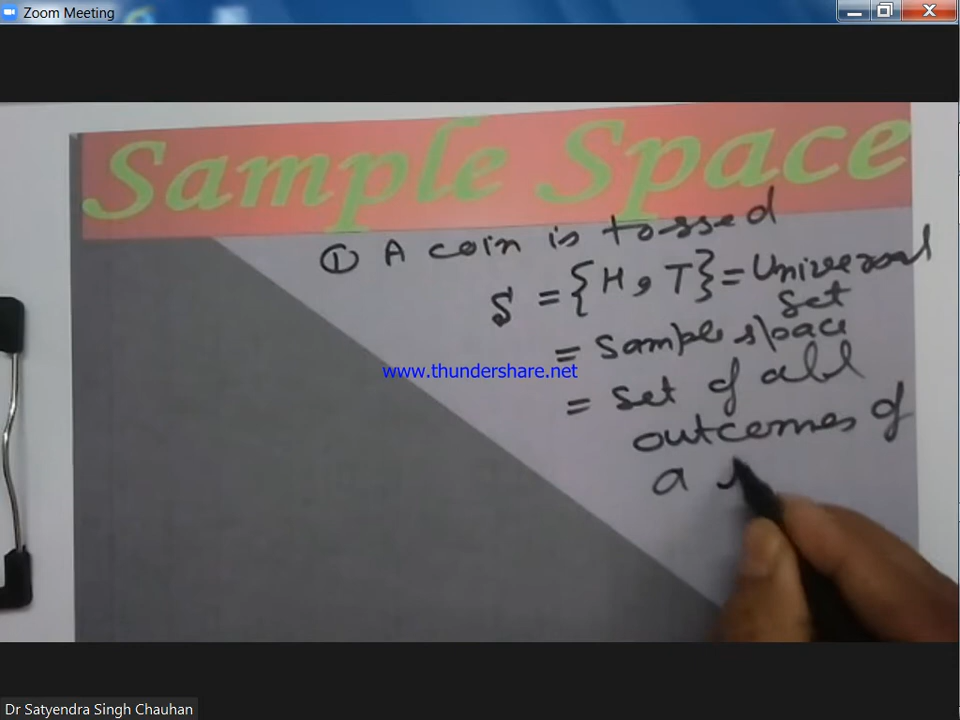 Zoom Meeting
Sample Space
① A coin is tossed
S = {H, T} = Universal
set
= Sample space
www.thundershare.net
= set of all
outcomes of
a
Dr Satyendra Singh Chauhan